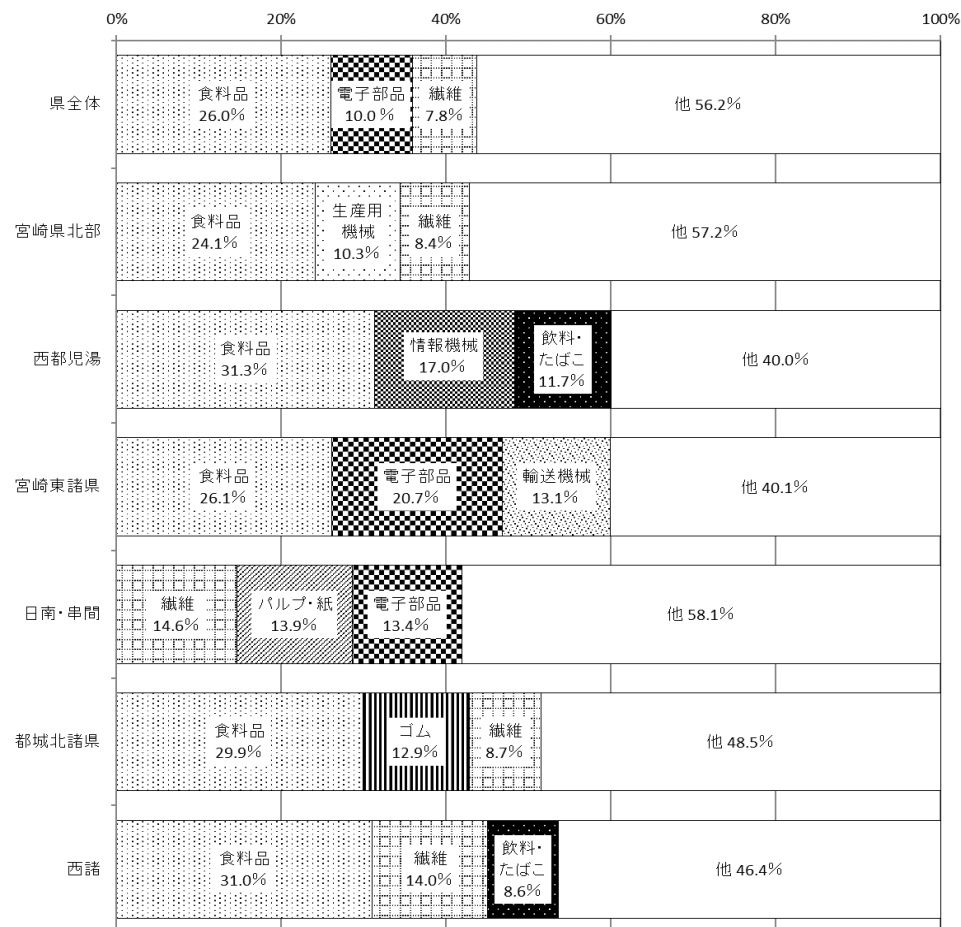 0% 20% 40% 60% 80% 100%
県全体
食料品
26.0%
電子部品
10.0 %
繊維
7.8%
他 56.2%
宮崎県北部
食料品
24.1%
生産用
機械
10.3%
繊維
8.4%
他 57.2%
西都児湯
食料品
31.3%
情報機械
17.0%
飲料・
たばこ
11.7%
他 40.0%
宮崎東諸県
食料品
26.1%
電子部品
20.7%
輸送機械
13.1%
他 40.1%
日南・串間
繊維
14.6%
パルプ・紙
13.9%
電子部品
13.4%
他 58.1%
都城北諸県
食料品
29.9%
ゴム
12.9%
繊維
8.7%
他 48.5%
西諸
食料品
31.0%
繊維
14.0%
飲料・
たばこ
8.6%
他 46.4%